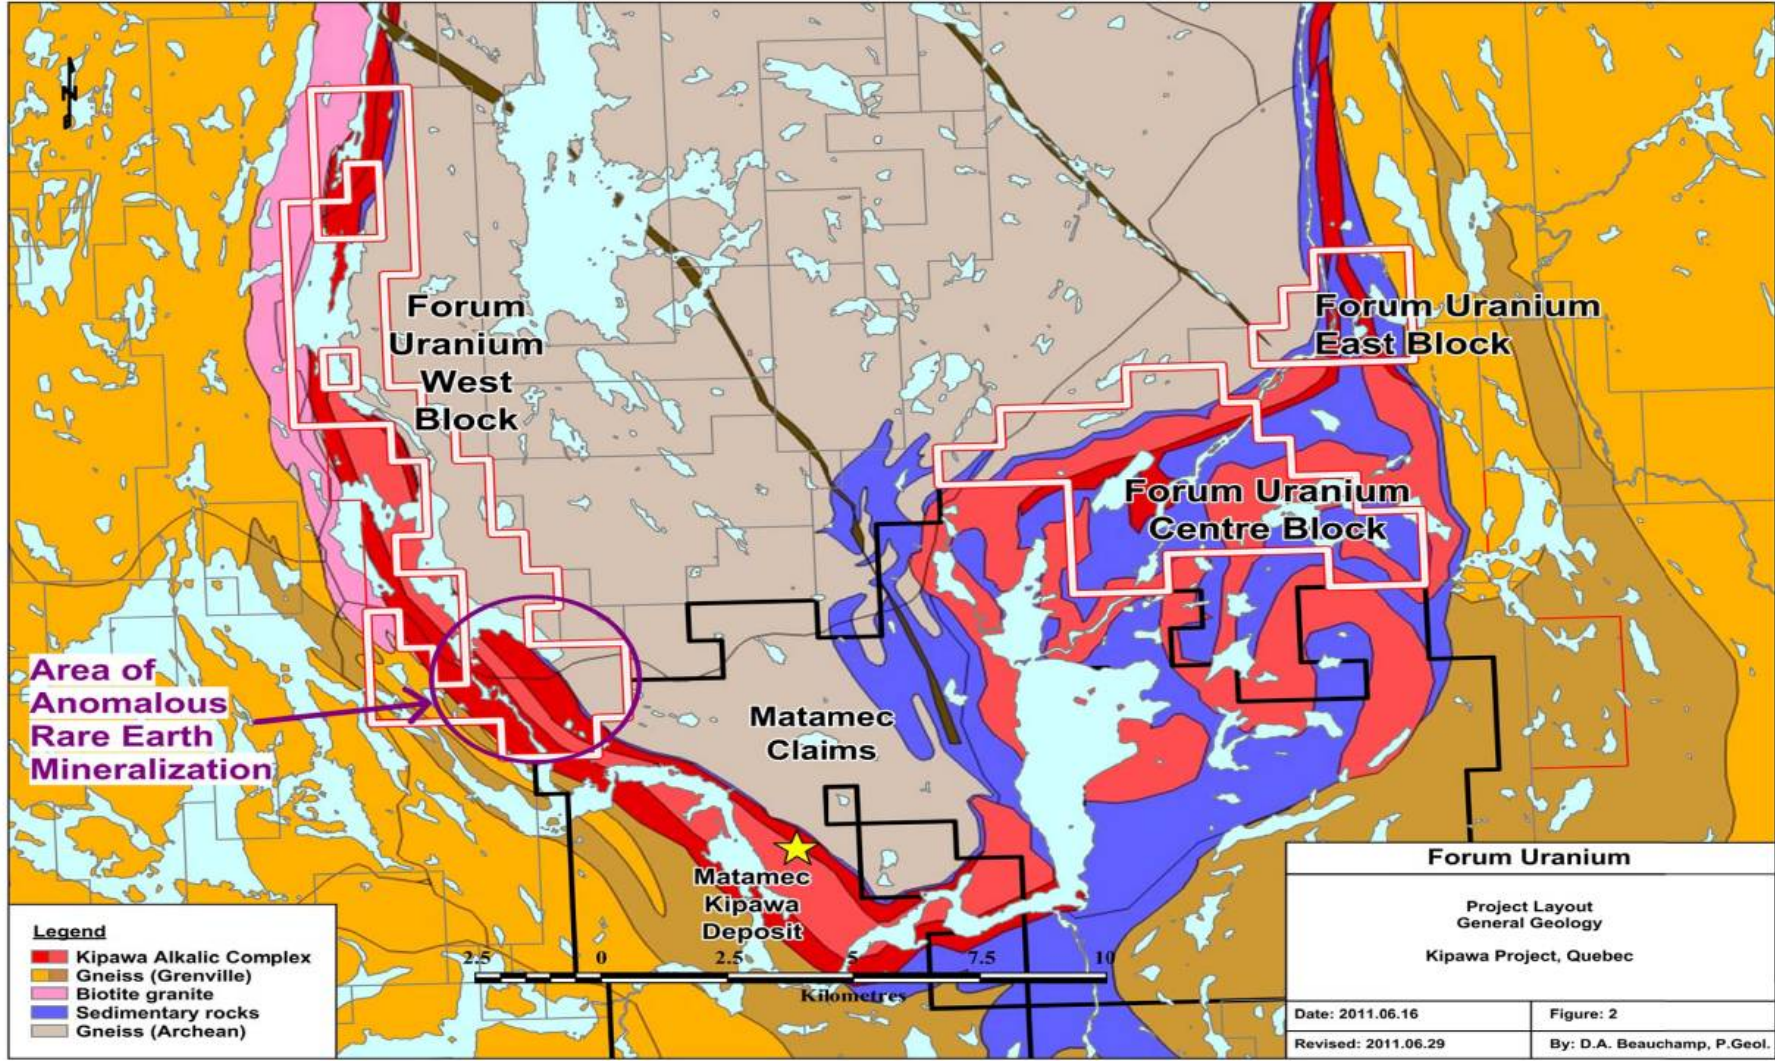 N
Forum
Uranium
West
Block
Forum Uranium
East Block
Forum Uranium
Centre Block
Area of
Anomalous
Rare Earth
Mineralization
Matamec
Claims
Matamec
Kipawa
Deposit
2.5 0 2.5 5 7.5 10
Kilometres
Legend
Kipawa Alkalic Complex
Gneiss (Grenville)
Biotite granite
Sedimentary rocks
Gneiss (Archean)
Forum Uranium
Project Layout
General Geology
Kipawa Project, Quebec
Date: 2011.06.16
Figure: 2
Revised: 2011.06.29
By: D.A. Beauchamp, P.Geol.